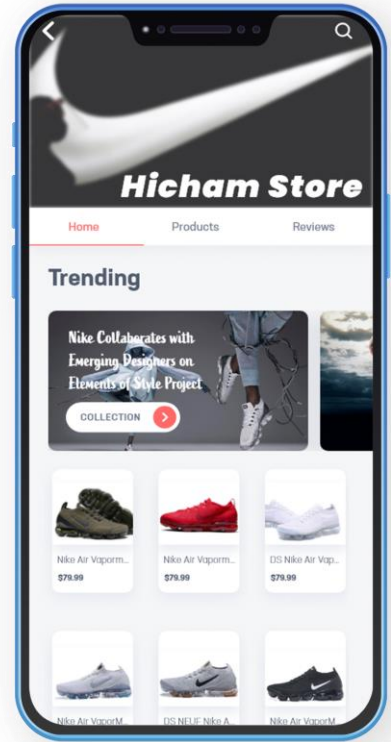 Hicham Store
Home Products Reviews
Trending
Nike Collaborates with
Emerging Designers on
Elements of Style Project
COLLECTION
Nike Air Vaporm... Nike Air Vaporm... DS Nike Air Vap...
$79.99 $79.99 $79.99
Nike Air VaporM... DS NEUF Nike A... Nike Air VaporM...